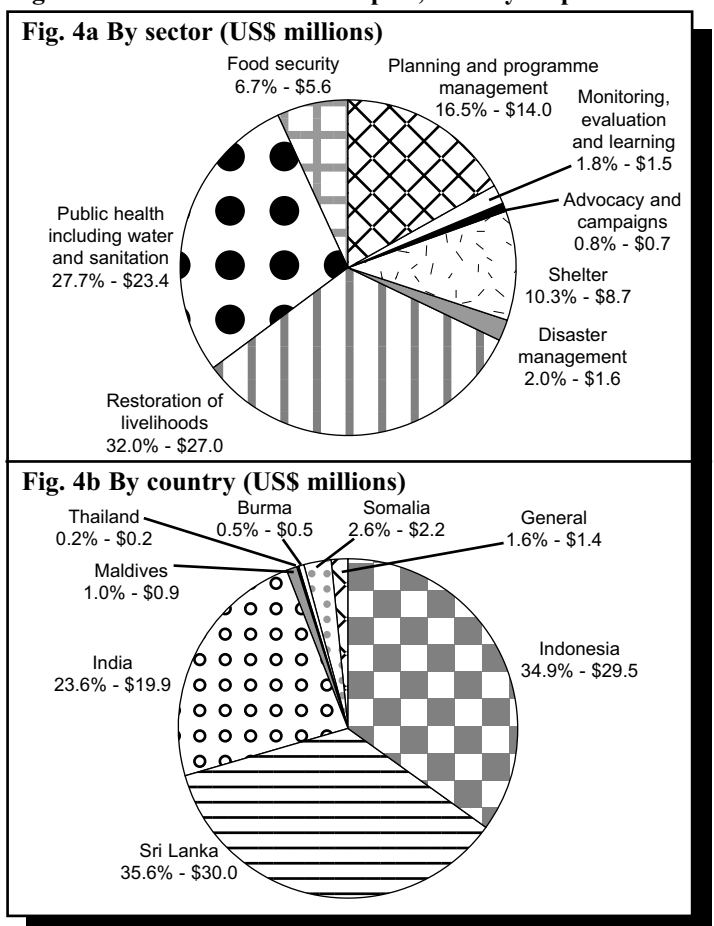 Fig. 4a By sector (US$ millions)
Food security
6.7% - $5.6
Planning and programme
management
16.5% - $14.0
Monitoring,
evaluation
and learning
1.8% - $1.5
Advocacy and
campaigns
0.8% - $0.7
Public health
including water
and sanitation
27.7% - $23.4
Shelter
10.3% - $8.7
Disaster
management
2.0% - $1.6
Restoration of
livelihoods
32.0% - $27.0
Fig. 4b By country (US$ millions)
Thailand
0.2% - $0.2
Burma
0.5% - $0.5
Somalia
2.6% - $2.2
General
1.6% - $1.4
Maldives
1.0% - $0.9
India
23.6% - $19.9
Indonesia
34.9% - $29.5
Sri Lanka
35.6% - $30.0